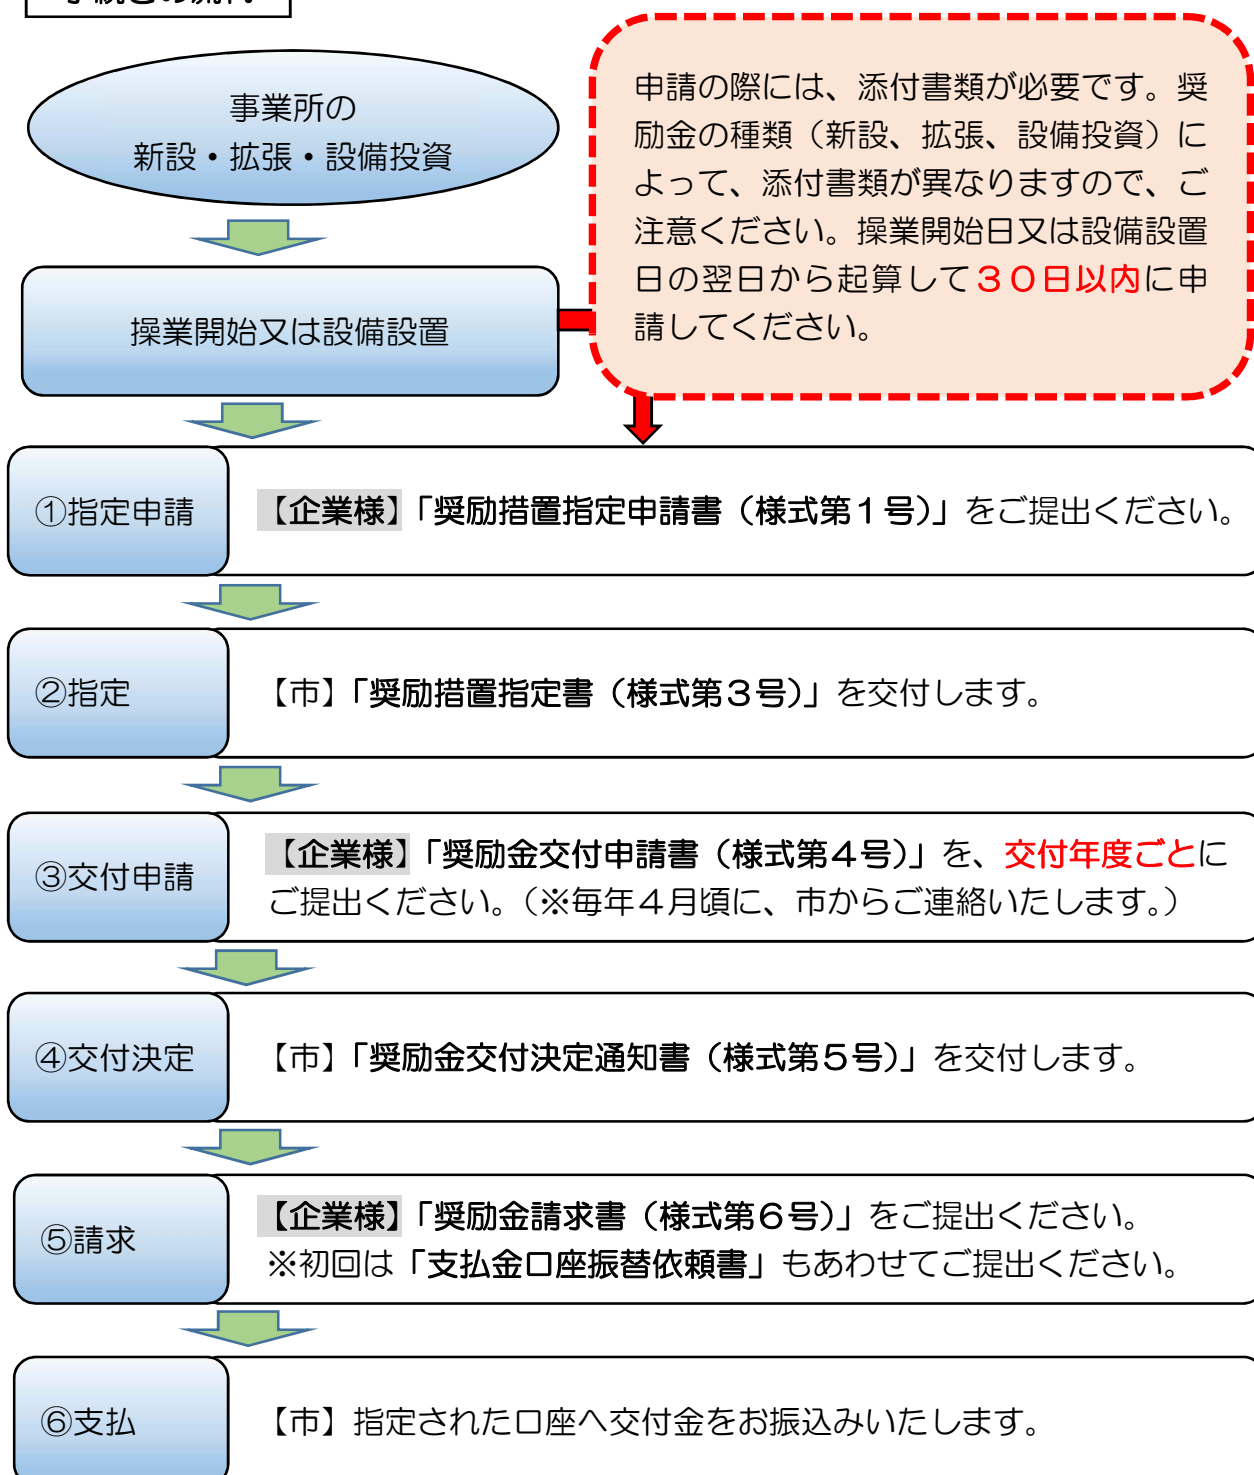 手続きの流れ
事業所の
新設・拡張・設備投資
申請の際には、添付書類が必要です。奨
励金の種類（新設、拡張、設備投資）に
よって、添付書類が異なりますので、ご
注意ください。操業開始日又は設備設置
日の翌日から起算して３０日以内に申
請してください。
操業開始又は設備設置
①指定申請
【企業様】「奨励措置指定申請書（様式第１号）」をご提出ください。
②指定
【市】「奨励措置指定書（様式第３号）」を交付します。
③交付申請
【企業様】「奨励金交付申請書（様式第４号）」を、交付年度ごとに
ご提出ください。（※毎年４月頃に、市からご連絡いたします。）
④交付決定
【市】「奨励金交付決定通知書（様式第５号）」を交付します。
⑤請求
【企業様】「奨励金請求書（様式第６号）」をご提出ください。
※初回は「支払金口座振替依頼書」もあわせてご提出ください。
⑥支払
【市】指定された口座へ交付金をお振込みいたします。